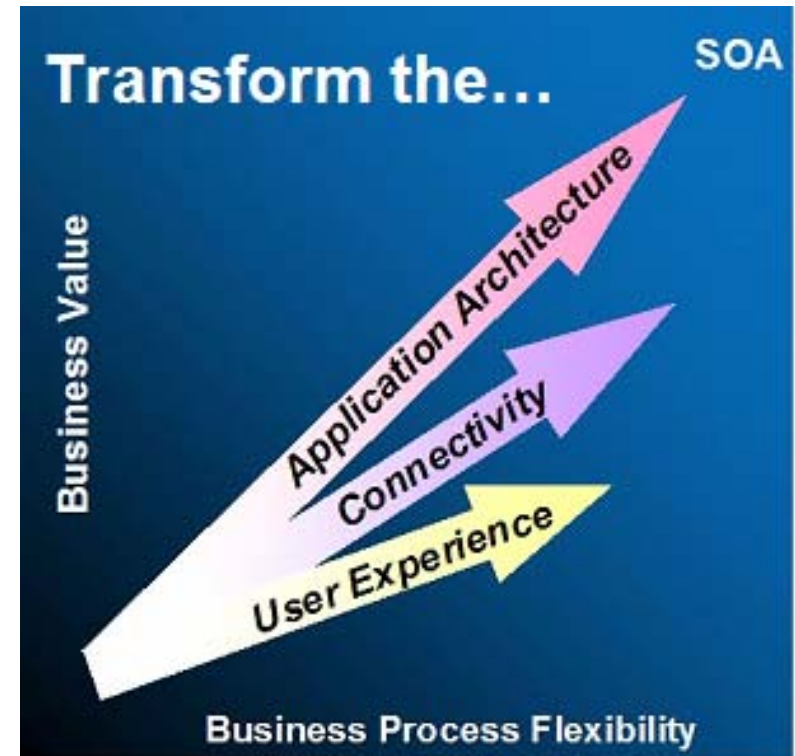 Transform the...
SOA
Business Value
Application Architecture
Connectivity
User Experience
Business Process Flexibility